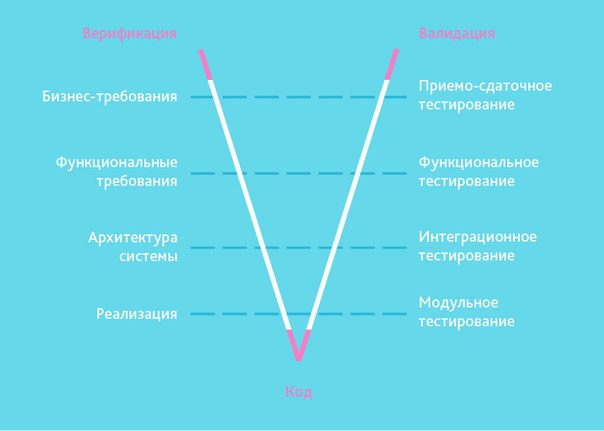 Верификация
Валидация
Бизнес-требования
Приемо-сдаточное
тестирование
Функциональные
требования
Функциональное
тестирование
Архитектура
системы
Интеграционное
тестирование
Реализация
Модульное
тестирование
Код